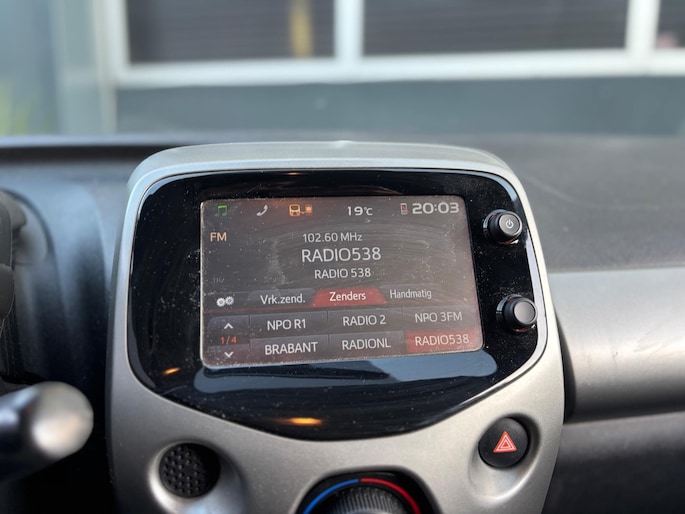 19°C 20:03
FM
102.60 MHz
RADIO538
RADIO 538
Vrk.zend. Zenders Handmatig
NPO R1 RADIO 2 NPO 3FM
1/4
BRABANT RADIONL RADIO538